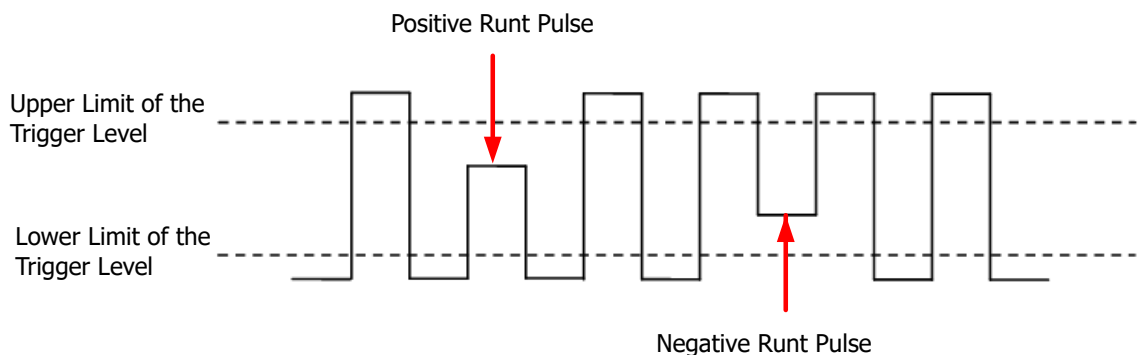 Positive Runt Pulse
Upper Limit of the
Trigger Level
Lower Limit of the
Trigger Level
Negative Runt Pulse